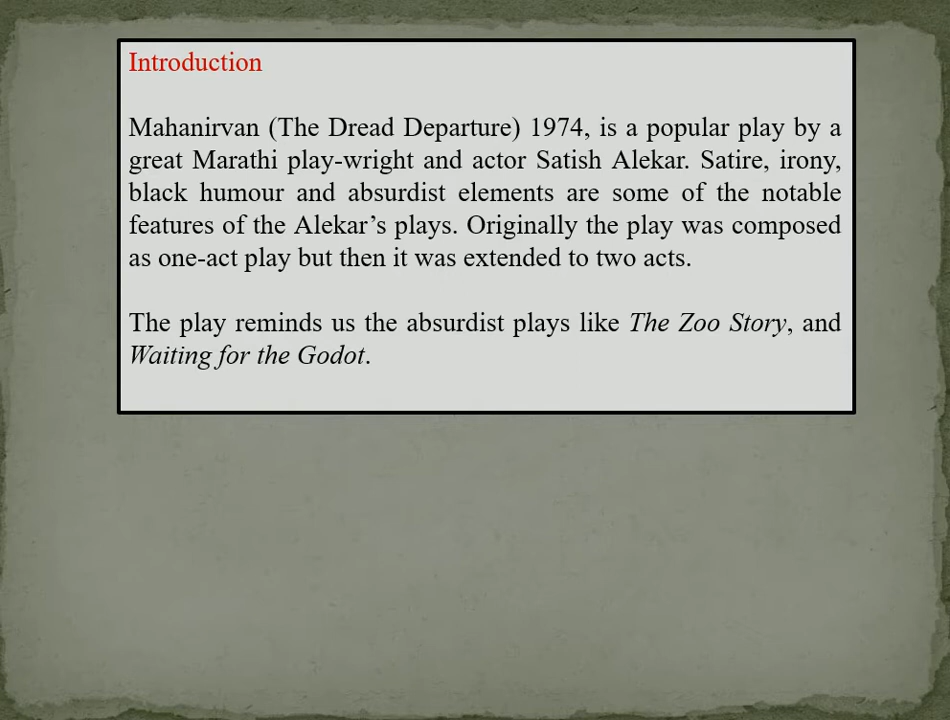 Introduction
Mahanirvan (The Dread Departure) 1974, is a popular play by a
great Marathi play-wright and actor Satish Alekar. Satire, irony,
black humour and absurdist elements are some of the notable
features of the Alekar’s plays. Originally the play was composed
as one-act play but then it was extended to two acts.
The play reminds us the absurdist plays like The Zoo Story, and
Waiting for the Godot.